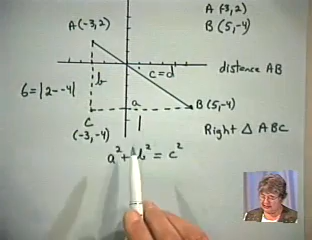 A (-3, 2)
A (-3, 2)
B (5, -4)
b
c = d
distance AB
6 = |2 - -4|
a
B (5, -4)
C
(-3, -4)
Right △ ABC
a² + b² = c²